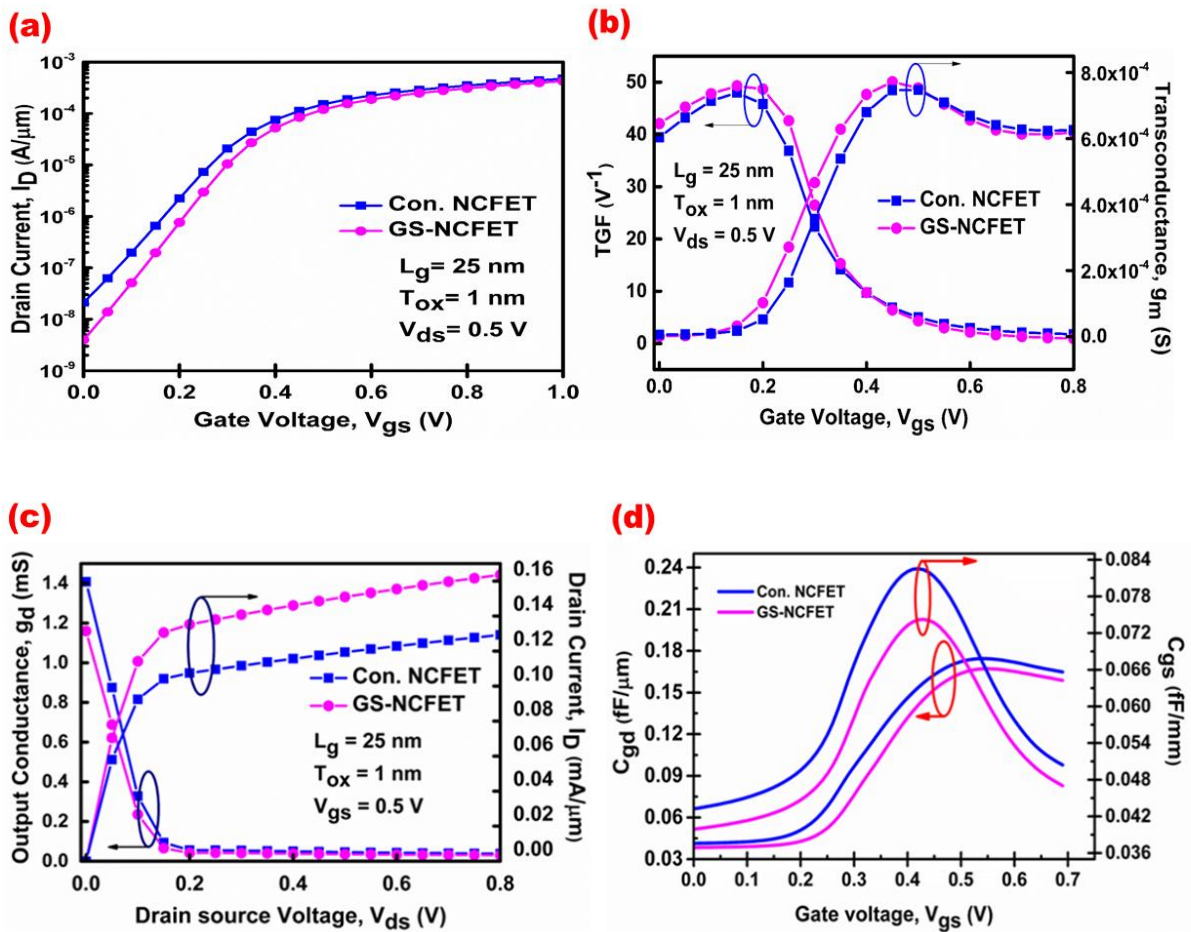 (a)
10⁻³
10⁻⁴
10⁻⁵
10⁻⁶
10⁻⁷
10⁻⁸
10⁻⁹
Drain Current, I_D (A/μm)
Con. NCFET
GS-NCFET
L_g= 25 nm
T_ox= 1 nm
V_ds= 0.5 V
0.0 0.2 0.4 0.6 0.8 1.0
Gate Voltage, V_gs (V)
(b)
50
40
30
20
10
0
TGF (V⁻¹)
L_g = 25 nm
T_ox = 1 nm
V_ds = 0.5 V
Con. NCFET
GS-NCFET
8.0x10⁻⁴
6.0x10⁻⁴
4.0x10⁻⁴
2.0x10⁻⁴
0.0
Transconductance, g_m (S)
0.0 0.2 0.4 0.6 0.8
Gate Voltage, V_gs (V)
(c)
1.4
1.2
1.0
0.8
0.6
0.4
0.2
0.0
Output Conductance, g_d (mS)
Con. NCFET
GS-NCFET
L_g = 25 nm
T_ox = 1 nm
V_gs = 0.5 V
0.16
0.14
0.12
0.10
0.08
0.06
0.04
0.02
0.00
Drain Current, I_D (mA/μm)
0.0 0.2 0.4 0.6 0.8
Drain source Voltage, V_ds (V)
(d)
0.24
0.21
0.18
0.15
0.12
0.09
0.06
0.03
C_gd (fF/μm)
Con. NCFET
GS-NCFET
0.084
0.078
0.072
0.066
0.060
0.054
0.048
0.042
0.036
C_gs (fF/mm)
0.0 0.1 0.2 0.3 0.4 0.5 0.6 0.7
Gate voltage, V_gs (V)